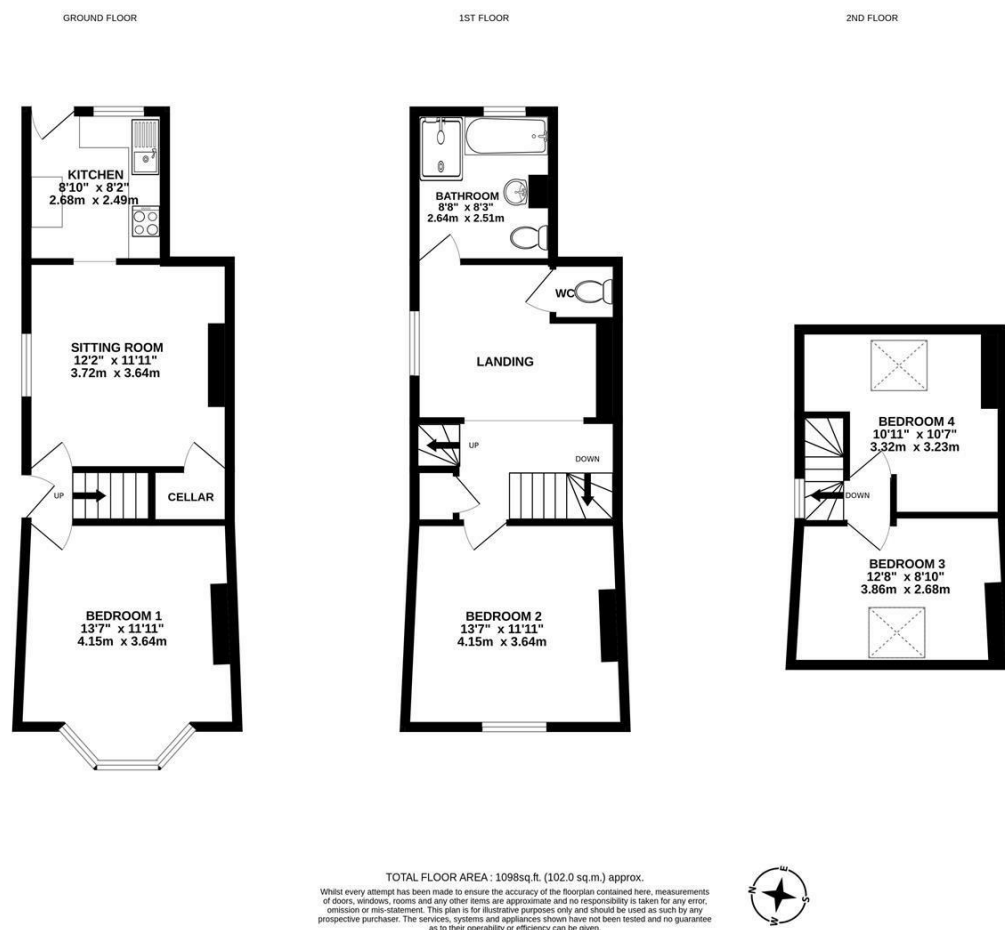 GROUND FLOOR
1ST FLOOR
2ND FLOOR
KITCHEN
8'10" x 8'2"
2.68m x 2.49m
SITTING ROOM
12'2" x 11'11"
3.72m x 3.64m
UP
CELLAR
BEDROOM 1
13'7" x 11'11"
4.15m x 3.64m
BATHROOM
8'8" x 8'3"
2.64m x 2.51m
WC
LANDING
UP
DOWN
BEDROOM 2
13'7" x 11'11"
4.15m x 3.64m
BEDROOM 4
10'11" x 10'7"
3.32m x 3.23m
DOWN
BEDROOM 3
12'8" x 8'10"
3.86m x 2.68m
TOTAL FLOOR AREA : 1098sq.ft. (102.0 sq.m.) approx.
Whilst every attempt has been made to ensure the accuracy of the floorplan contained here, measurements
of doors, windows, rooms and any other items are approximate and no responsibility is taken for any error,
omission or mis-statement. This plan is for illustrative purposes only and should be used as such by any
prospective purchaser. The services, systems and appliances shown have not been tested and no guarantee
as to their operability or efficiency can be given.
N
E
S
W